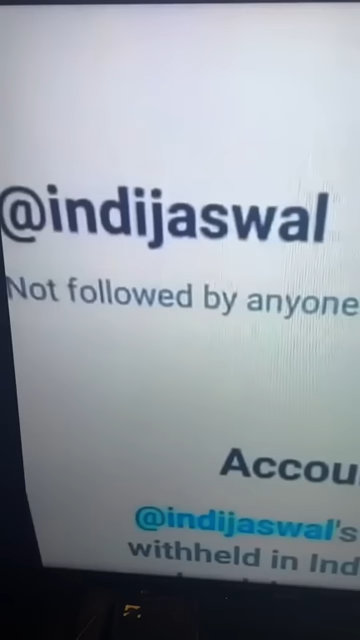 @indijaswal
Not followed by anyone
Accou
@indijaswal's
withheld in Ind